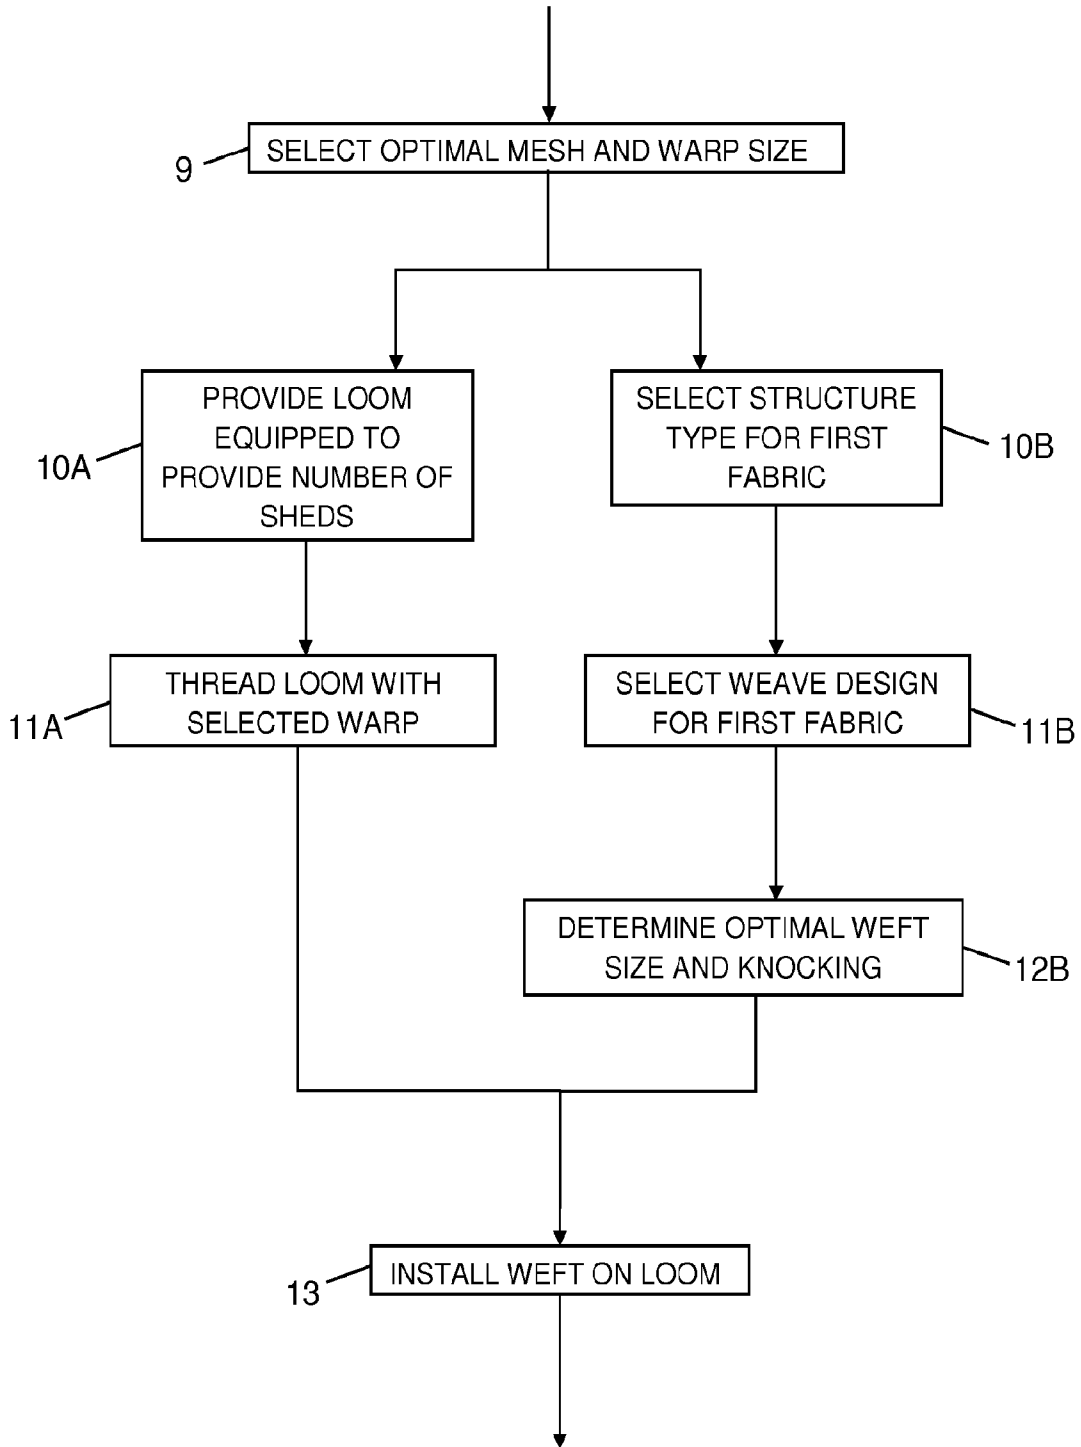 SELECT OPTIMAL MESH AND WARP SIZE
9
PROVIDE LOOM
EQUIPPED TO
PROVIDE NUMBER OF
SHEDS
10A
SELECT STRUCTURE
TYPE FOR FIRST
FABRIC
10B
THREAD LOOM WITH
SELECTED WARP
11A
SELECT WEAVE DESIGN
FOR FIRST FABRIC
11B
DETERMINE OPTIMAL WEFT
SIZE AND KNOCKING
12B
INSTALL WEFT ON LOOM
13